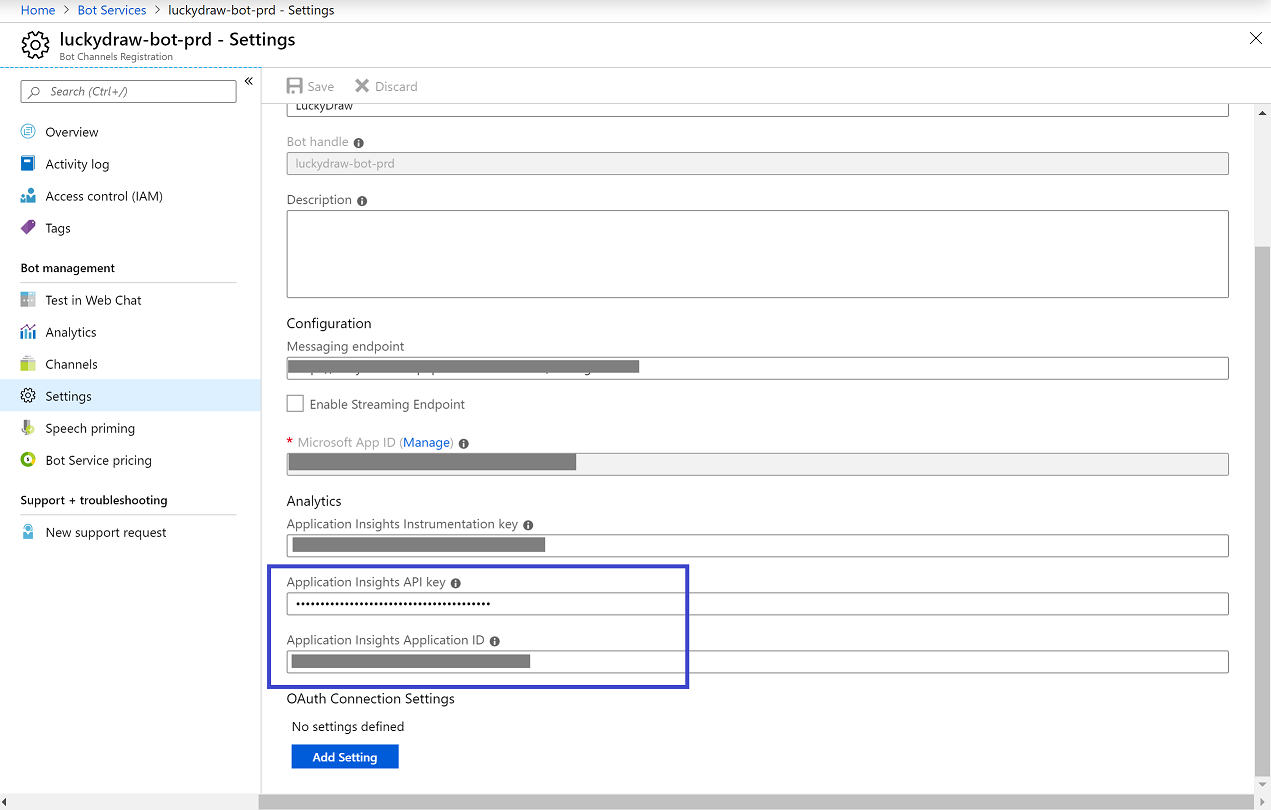 Home > Bot Services > luckydraw-bot-prd - Settings
luckydraw-bot-prd - Settings
Bot Channels Registration
Search (Ctrl+/)
Overview
Activity log
Access control (IAM)
Tags
Bot management
Test in Web Chat
Analytics
Channels
Settings
Speech priming
Bot Service pricing
Support + troubleshooting
New support request
Save Discard
LuckyDraw
Bot handle
luckydraw-bot-prd
Description
Configuration
Messaging endpoint
Enable Streaming Endpoint
* Microsoft App ID (Manage)
Analytics
Application Insights Instrumentation key
Application Insights API key
Application Insights Application ID
OAuth Connection Settings
No settings defined
Add Setting